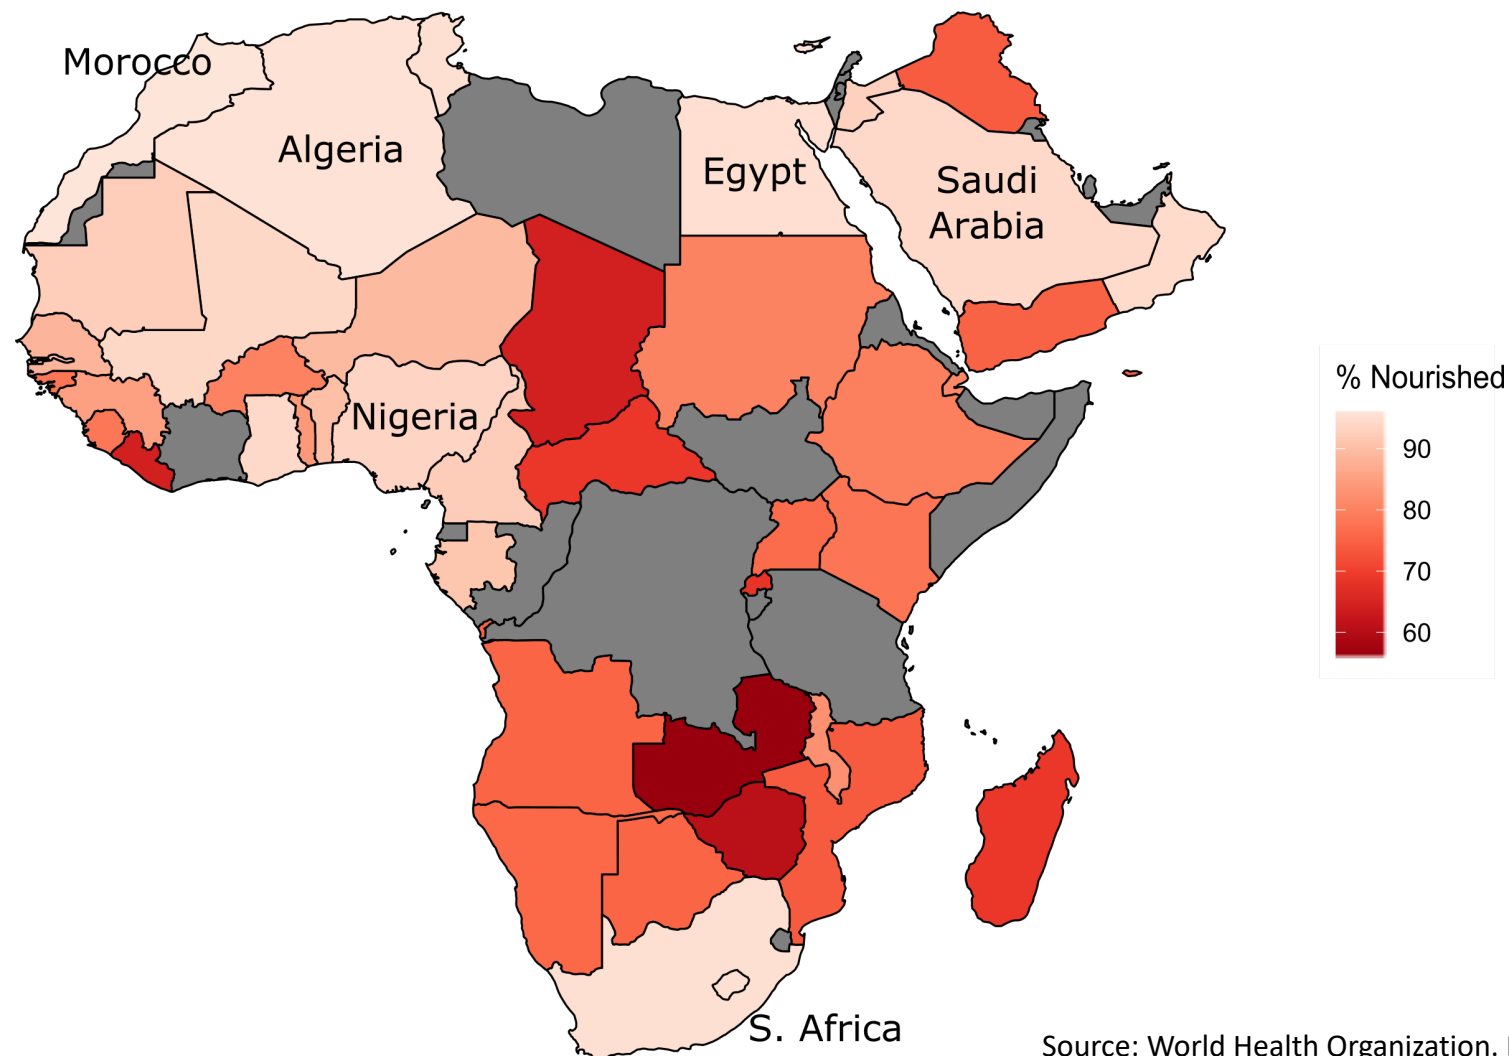 Morocco
Algeria
Egypt
Saudi
Arabia
Nigeria
% Nourished
90
80
70
60
S. Africa
Source: World Health Organization.